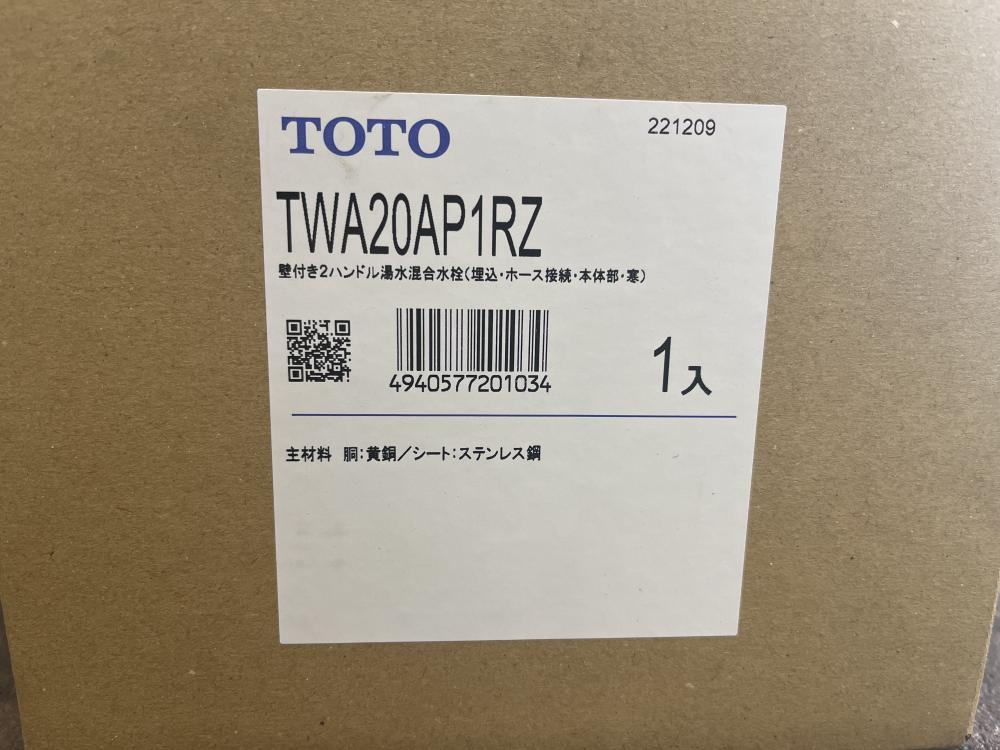 TOTO
221209
TWA20AP1RZ
壁付き2ハンドル湯水混合水栓(埋込・ホース接続・本体部・寒)
4940577201034
1入
主材料 胴:黄銅/シート:ステンレス鋼